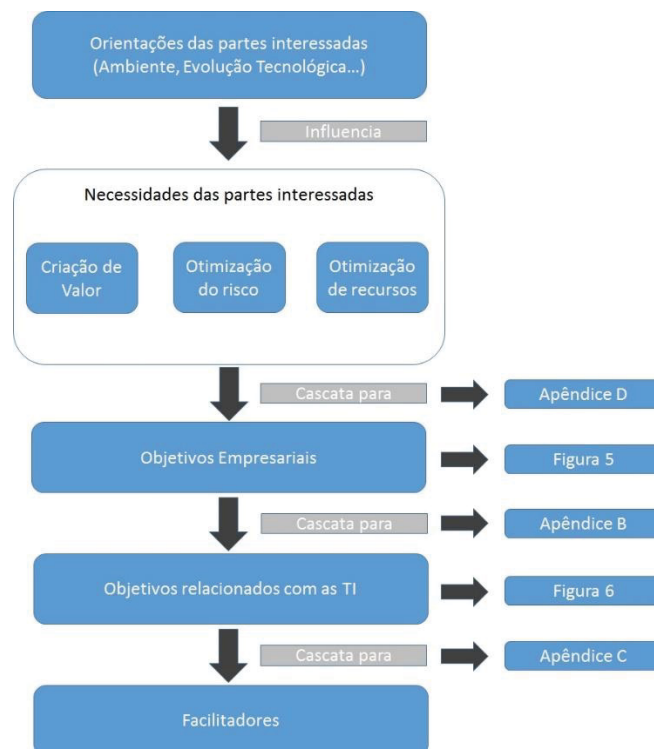 Orientações das partes interessadas
(Ambiente, Evolução Tecnológica...)
Influencia
Necessidades das partes interessadas
Criação de
Valor
Otimização
do risco
Otimização
de recursos
Cascata para
Apêndice D
Objetivos Empresariais
Figura 5
Cascata para
Apêndice B
Objetivos relacionados com as TI
Figura 6
Cascata para
Apêndice C
Facilitadores